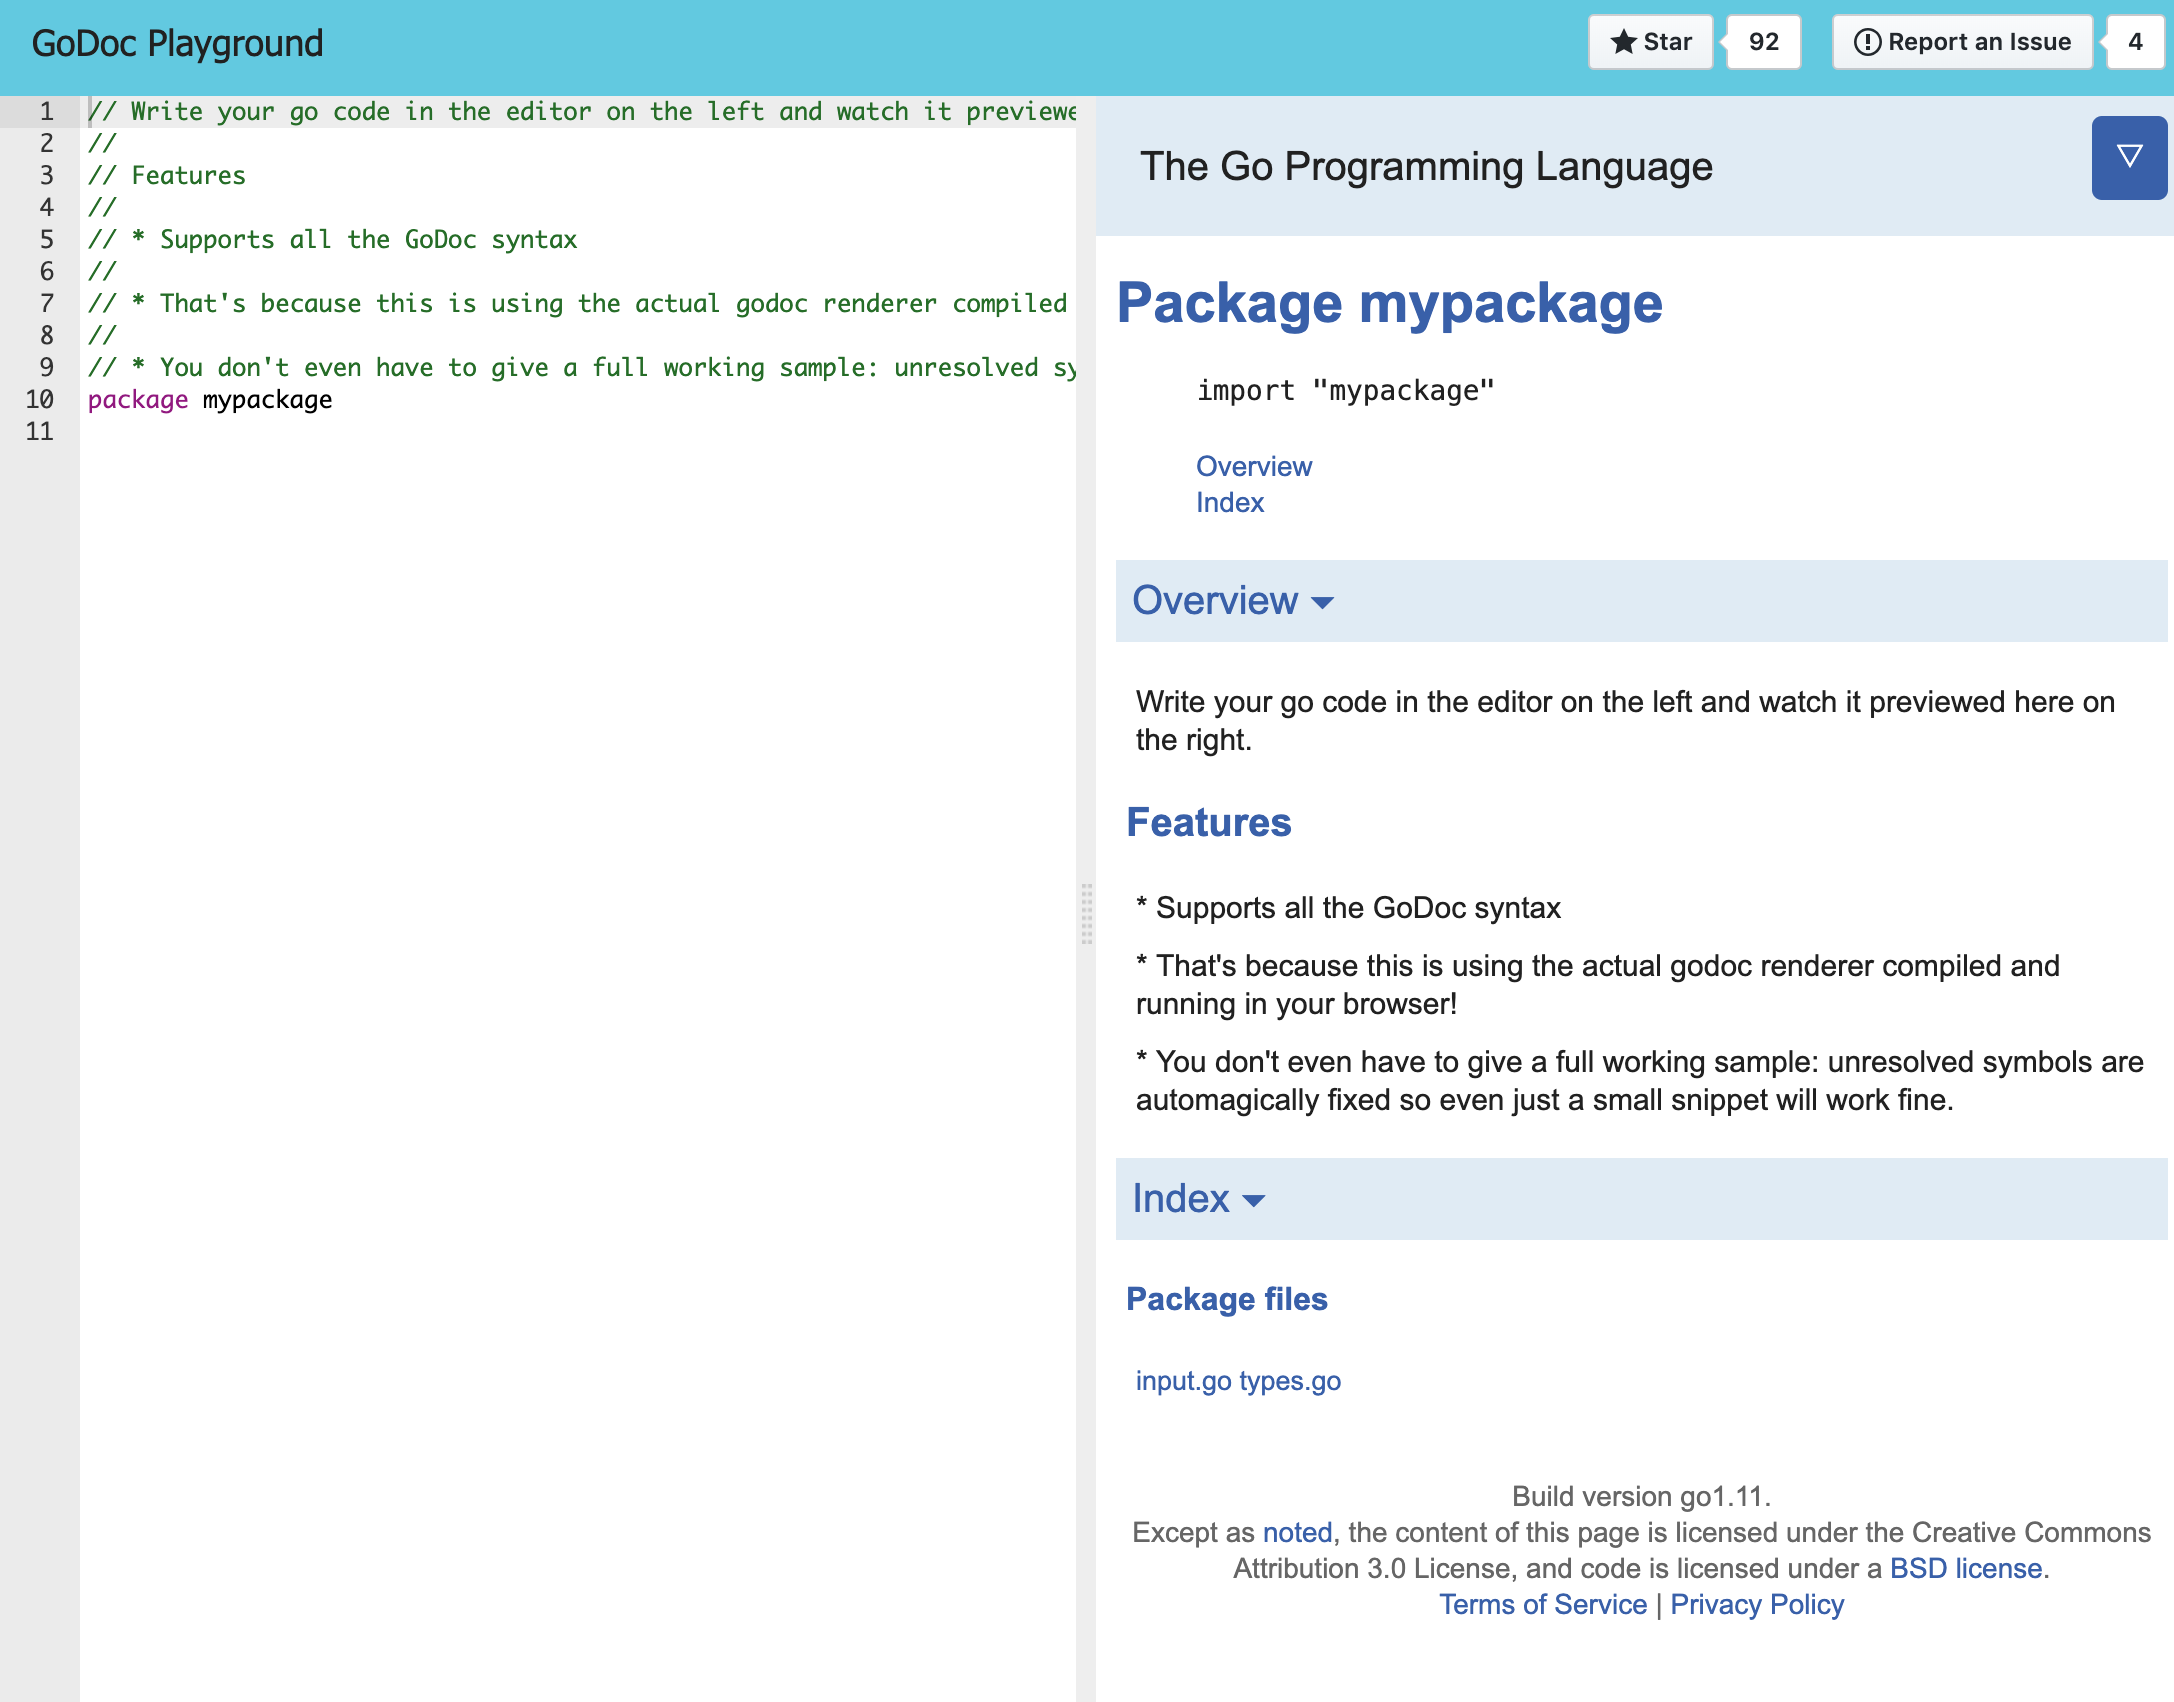 GoDoc Playground
Star
92
Report an Issue
4
1 // Write your go code in the editor on the left and watch it previewe
2 //
3 // Features
4 //
5 // * Supports all the GoDoc syntax
6 //
7 // * That's because this is using the actual godoc renderer compiled
8 //
9 // * You don't even have to give a full working sample: unresolved sy
10 package mypackage
11
The Go Programming Language
▽
Package mypackage
import "mypackage"
Overview
Index
Overview ▾
Write your go code in the editor on the left and watch it previewed here on
the right.
Features
* Supports all the GoDoc syntax
* That's because this is using the actual godoc renderer compiled and
running in your browser!
* You don't even have to give a full working sample: unresolved symbols are
automagically fixed so even just a small snippet will work fine.
Index ▾
Package files
input.go types.go
Build version go1.11.
Except as noted, the content of this page is licensed under the Creative Commons
Attribution 3.0 License, and code is licensed under a BSD license.
Terms of Service | Privacy Policy